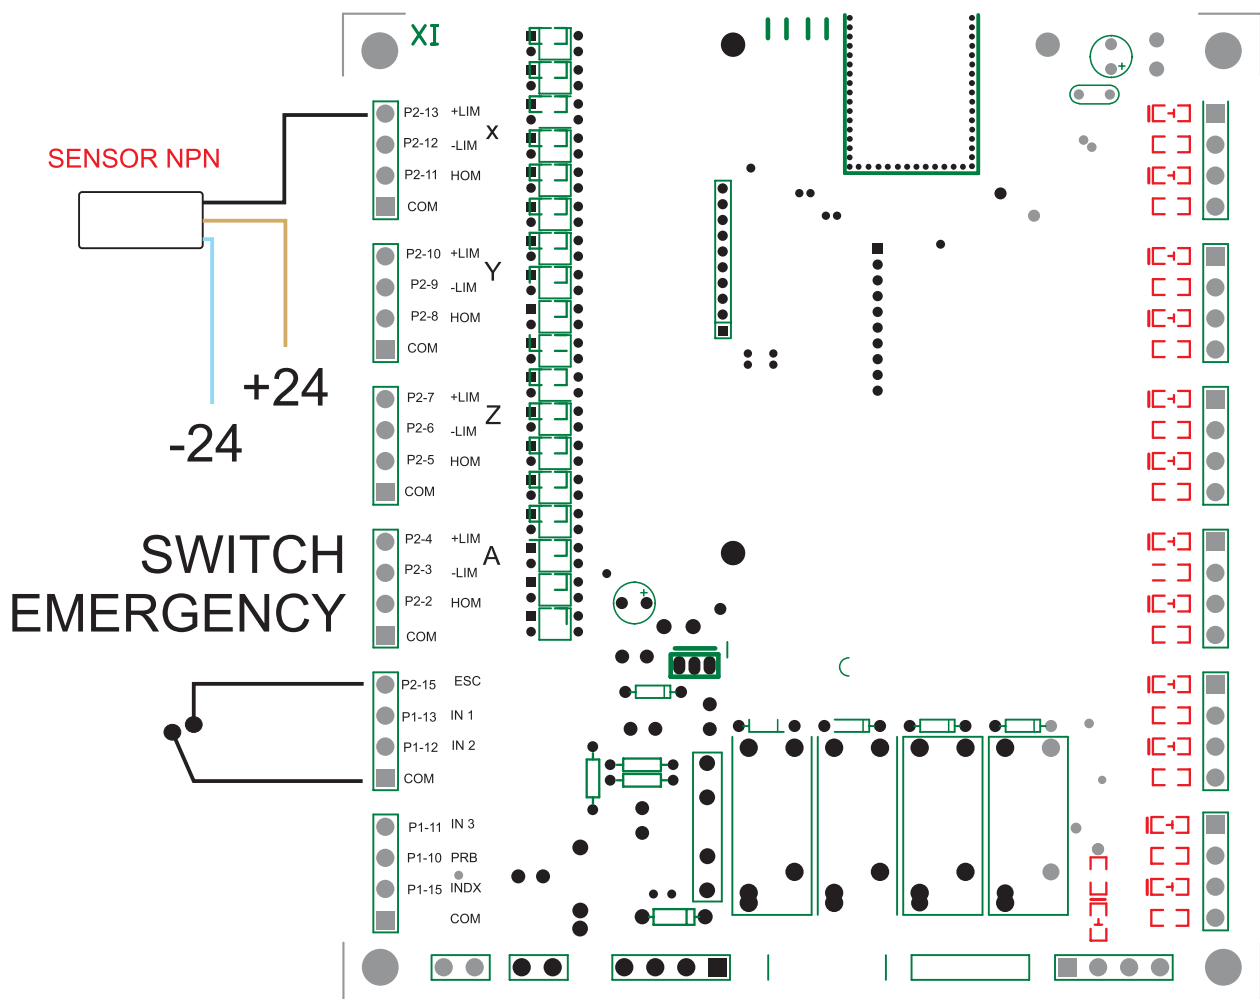 XI
SENSOR NPN
P2-13 +LIM
X
P2-12 -LIM
P2-11 HOM
COM
P2-10 +LIM
Y
P2-9 -LIM
P2-8 HOM
COM
+24
-24
P2-7 +LIM
Z
P2-6 -LIM
P2-5 HOM
COM
SWITCH
EMERGENCY
P2-4 +LIM
A
P2-3 -LIM
P2-2 HOM
COM
P2-15 ESC
P1-13 IN 1
P1-12 IN 2
COM
P1-11 IN 3
P1-10 PRB
P1-15 INDX
COM